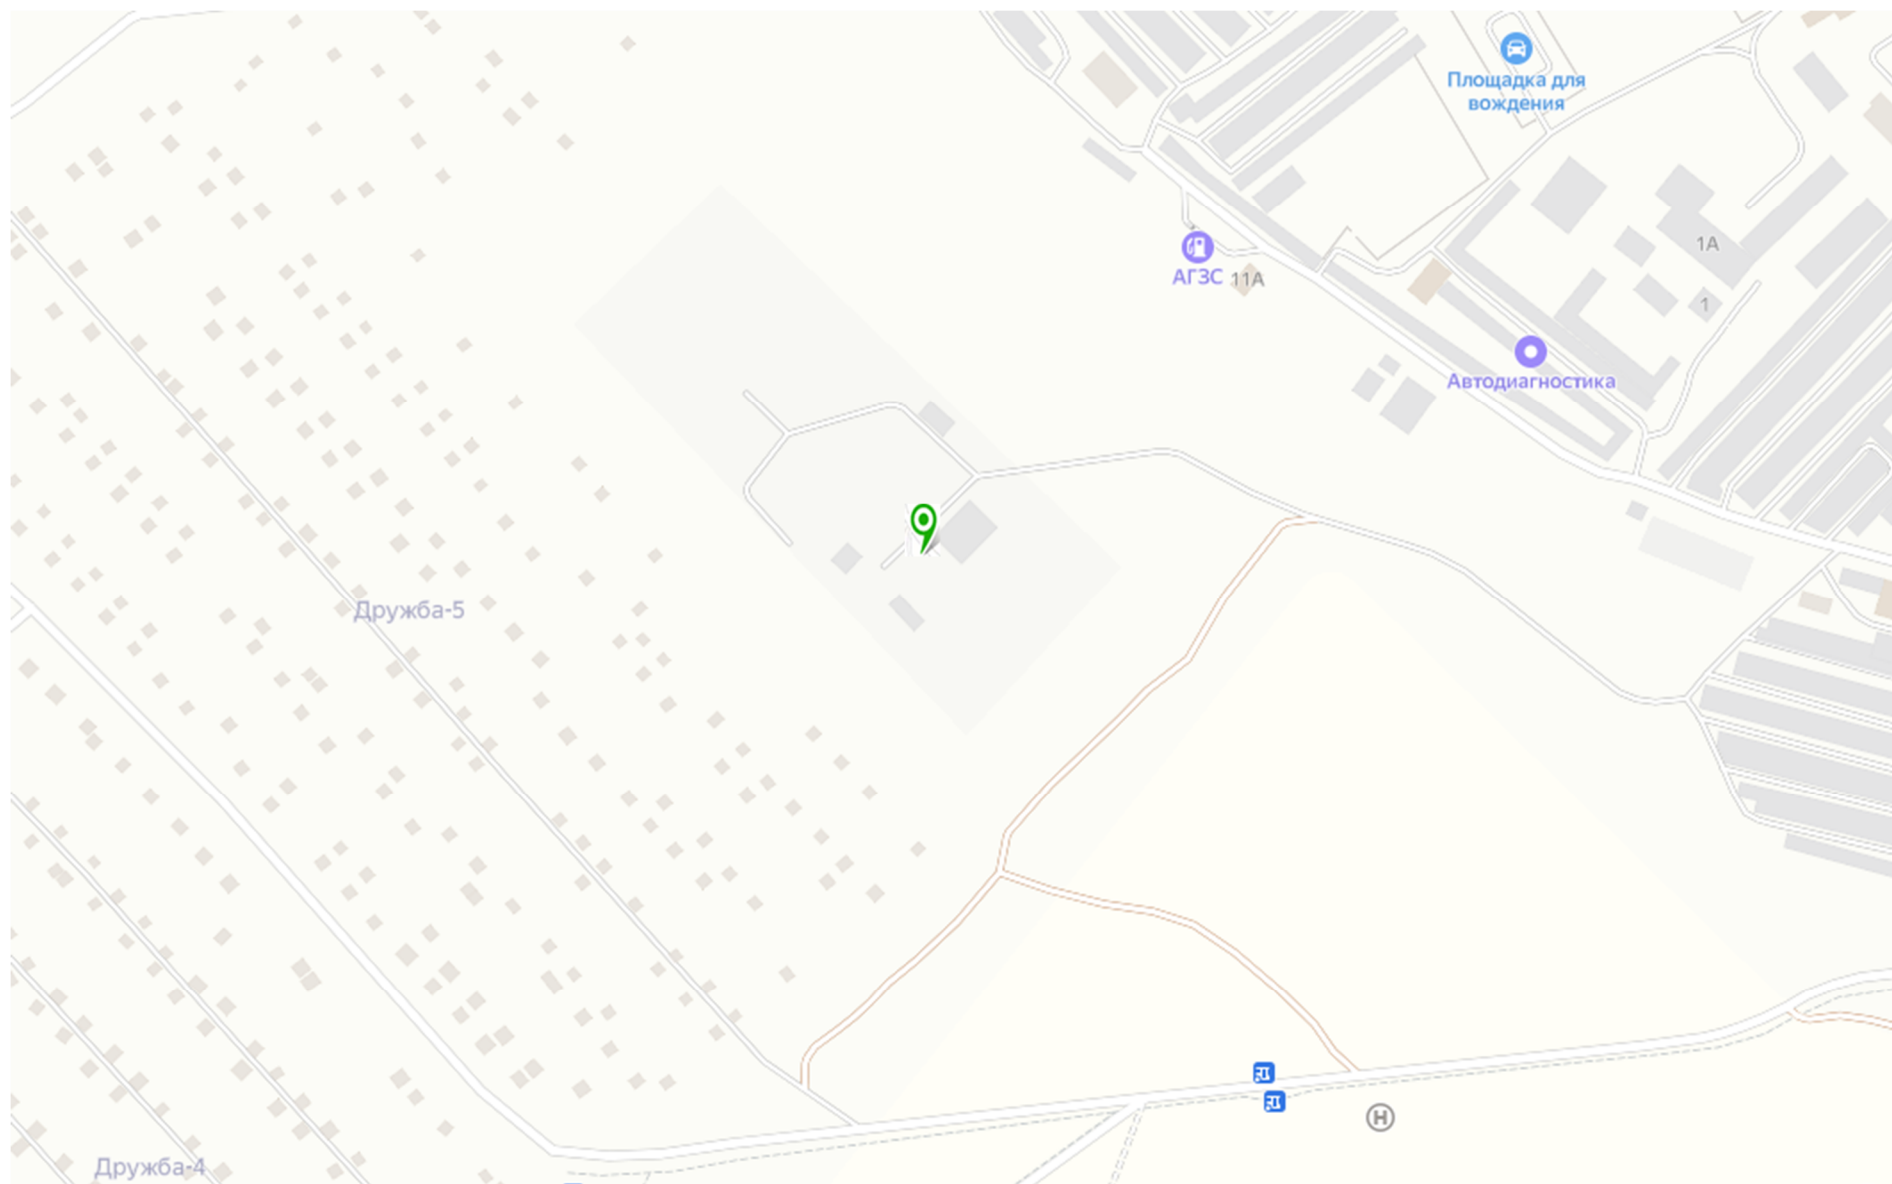 Площадка для
вождения
АГЗС
11А
1А
1
Автодиагностика
Дружба-5
H
Дружба-4